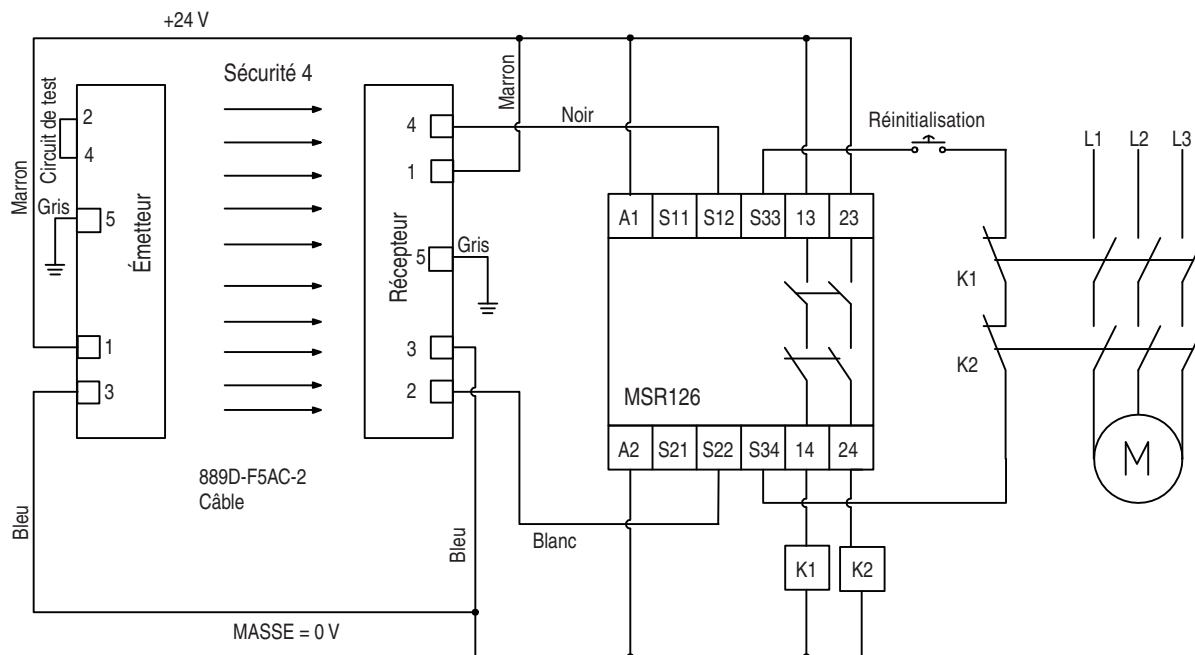 +24 V
Sécurité 4
Circuit de test
2
4
Marron
Gris
5
Émetteur
1
3
Bleu
889D-F5AC-2
Câble
MASSE = 0 V
4
1
5
Récepteur
Gris
3
2
Marron
Noir
Bleu
Blanc
A1 S11 S12 S33 13 23
MSR126
A2 S21 S22 S34 14 24
K1 K2
Réinitialisation
K1
K2
L1 L2 L3
M